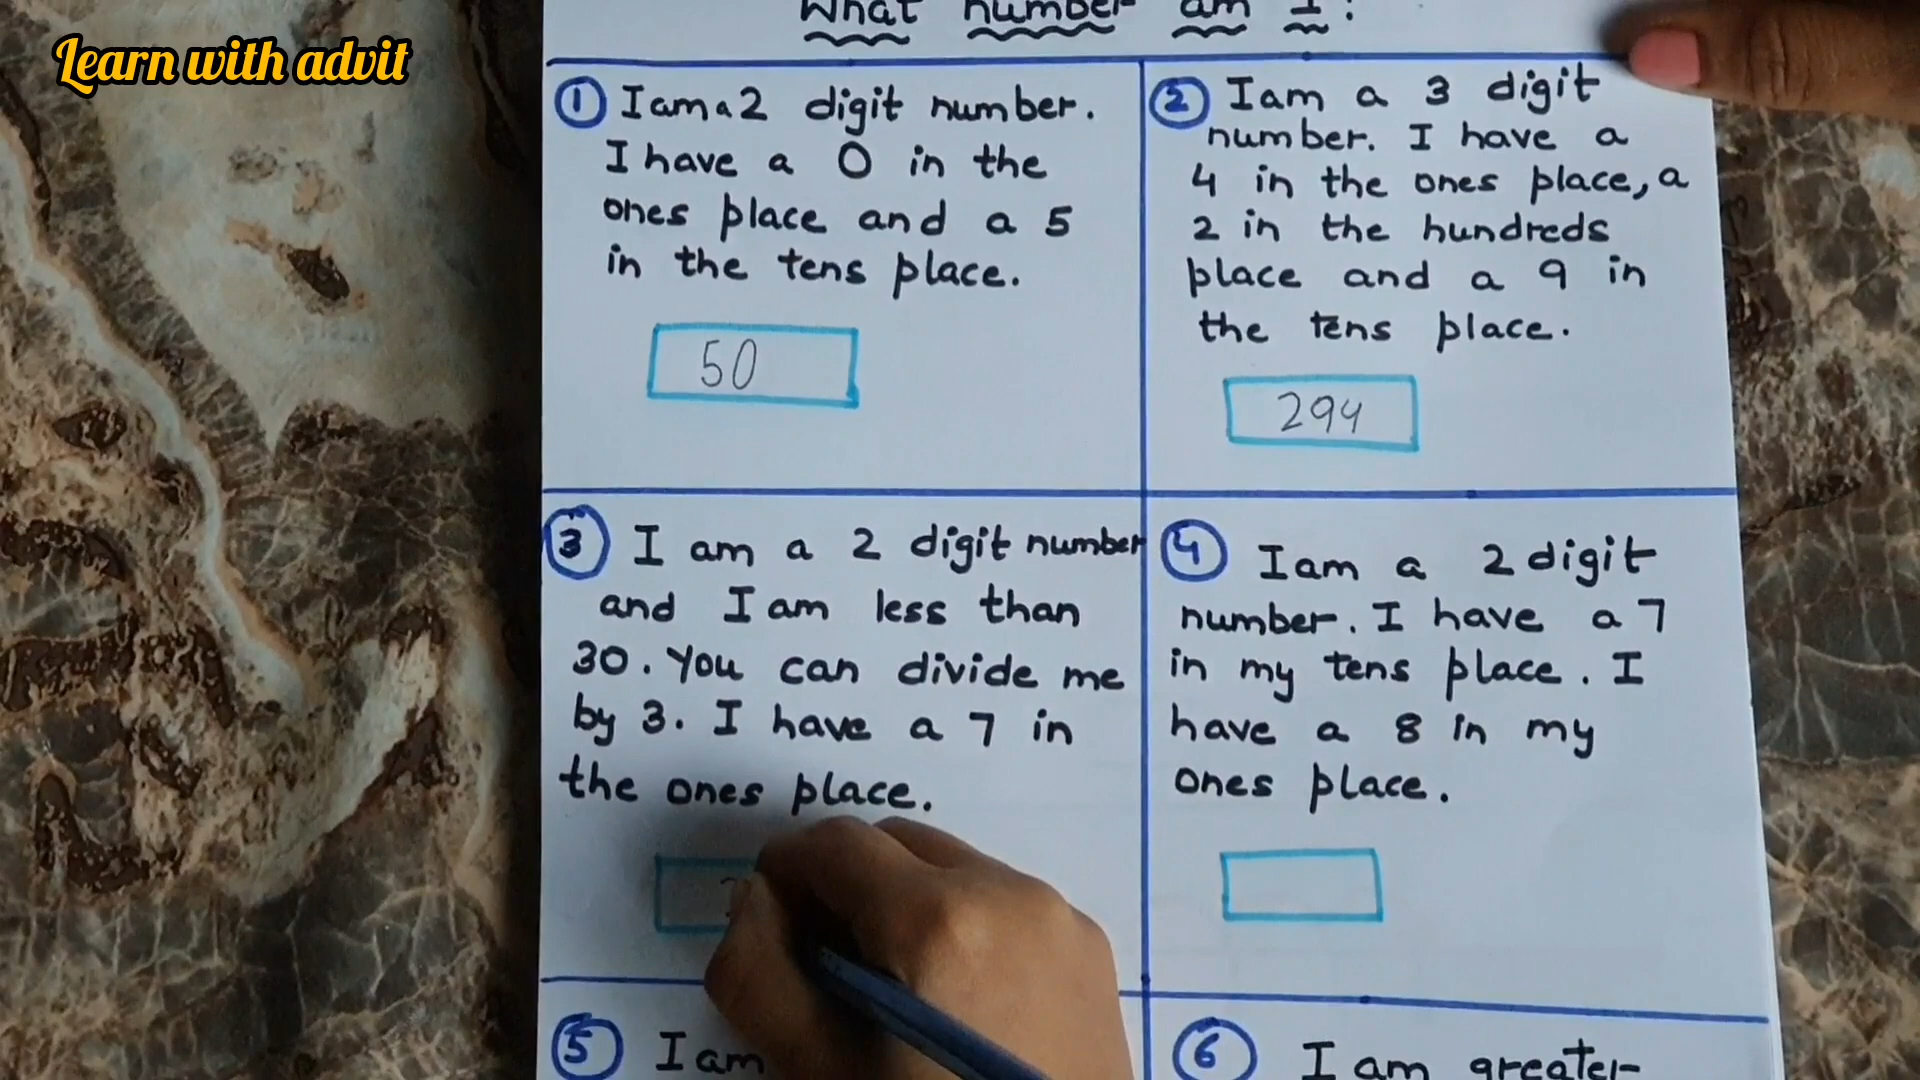 Learn with advit
What number am I?
1 I am a 2 digit number.
I have a 0 in the
ones place and a 5
in the tens place.
50
2 I am a 3 digit
number. I have a
4 in the ones place, a
2 in the hundreds
place and a 9 in
the tens place.
294
3 I am a 2 digit number
and I am less than
30. You can divide me
by 3. I have a 7 in
the ones place.
4 I am a 2 digit
number. I have a 7
in my tens place. I
have a 8 in my
ones place.
5 I am
6 I am greater